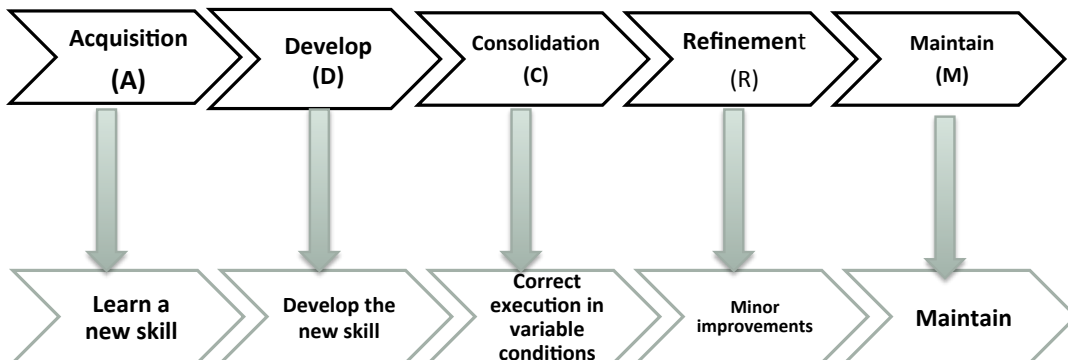 Acquisition
(A)
Develop
(D)
Consolidation
(C)
Refinement
(R)
Maintain
(M)
Learn a
new skill
Develop the
new skill
Correct
execution in
variable
conditions
Minor
improvements
Maintain